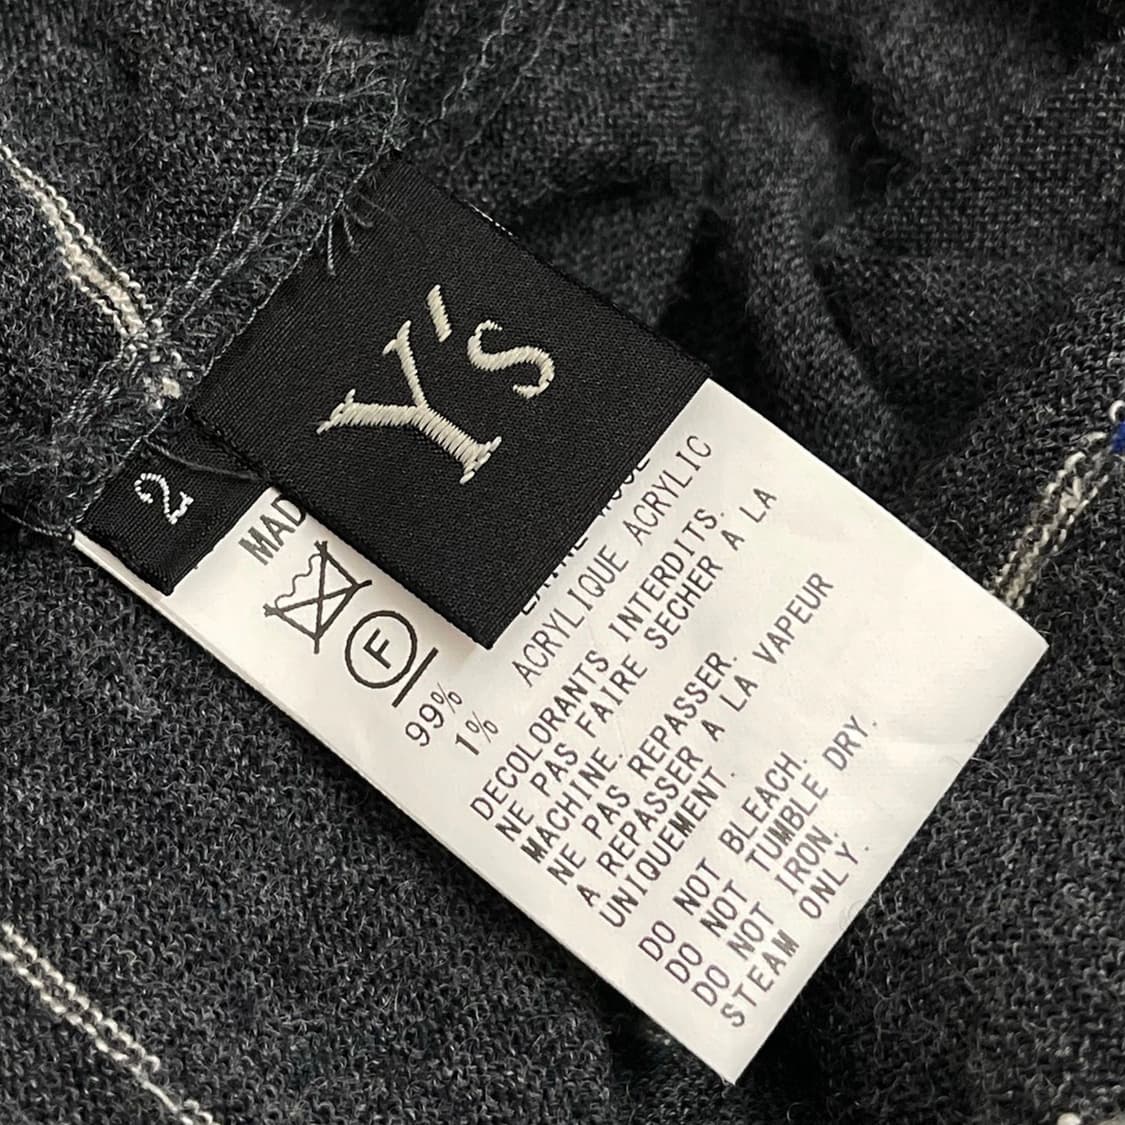 Y's
2
MAD
F
99%
1% ACRYLIQUE ACRYLIC
DECOLORANTS INTERDITS.
NE PAS FAIRE SECHER À LA
MACHINE.
NE PAS REPASSER.
A REPASSER À LA VAPEUR
UNIQUEMENT.
DO NOT BLEACH.
DO NOT TUMBLE DRY.
DO NOT IRON.
STEAM ONLY.